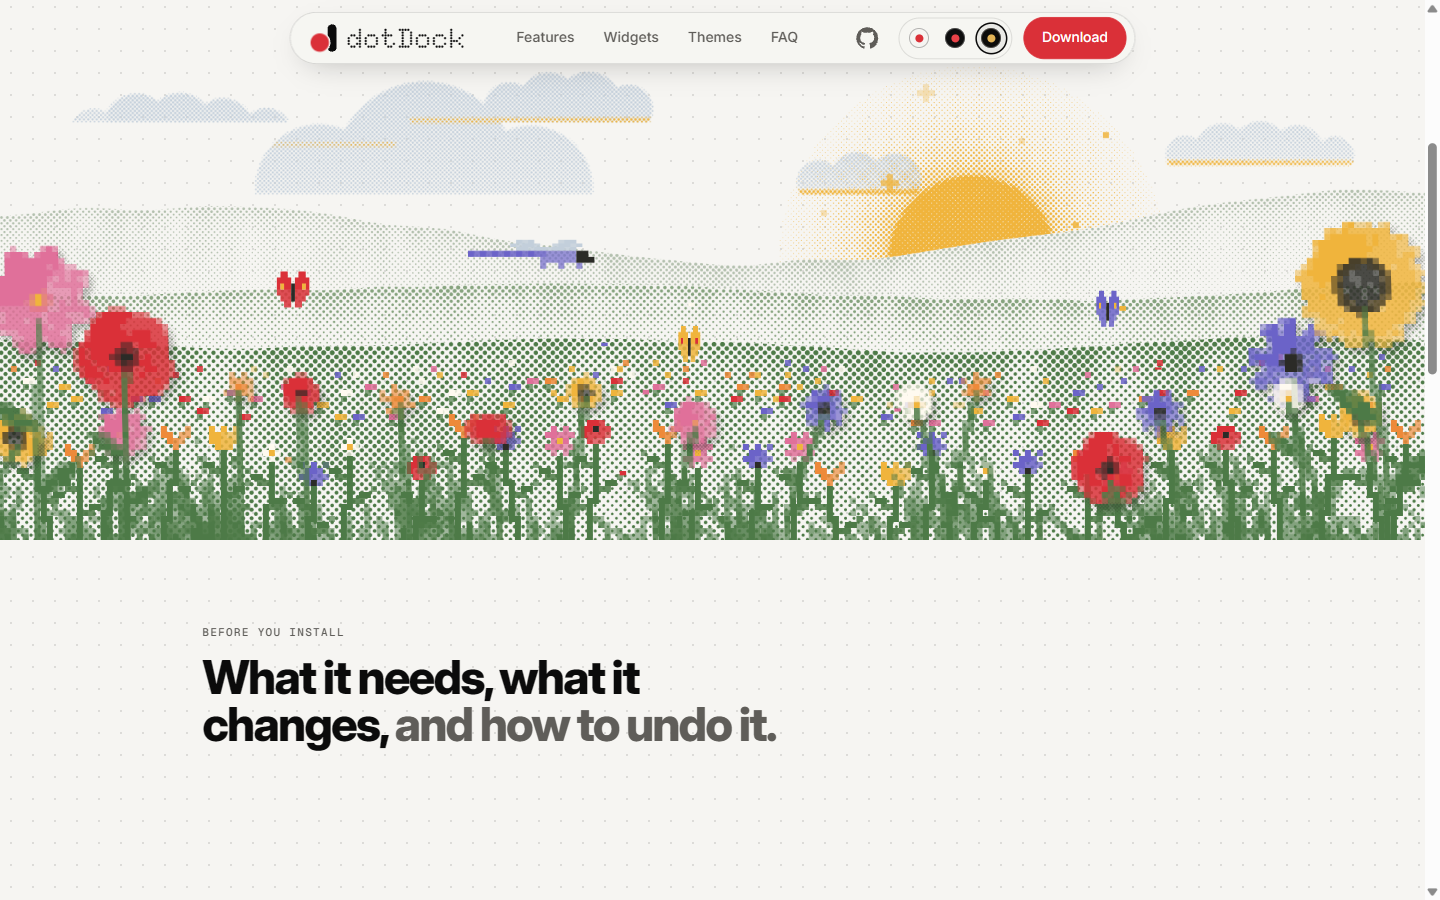 dotDock
Features
Widgets
Themes
FAQ
Download
BEFORE YOU INSTALL
What it needs, what it
changes, and how to undo it.